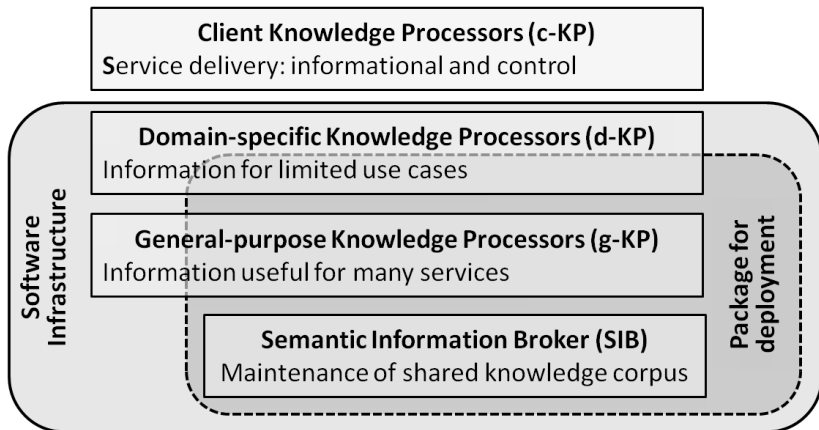 Client Knowledge Processors (c-KP)
Service delivery: informational and control
Domain-specific Knowledge Processors (d-KP)
Information for limited use cases
General-purpose Knowledge Processors (g-KP)
Information useful for many services
Semantic Information Broker (SIB)
Maintenance of shared knowledge corpus
Software
Infrastructure
Package for
deployment